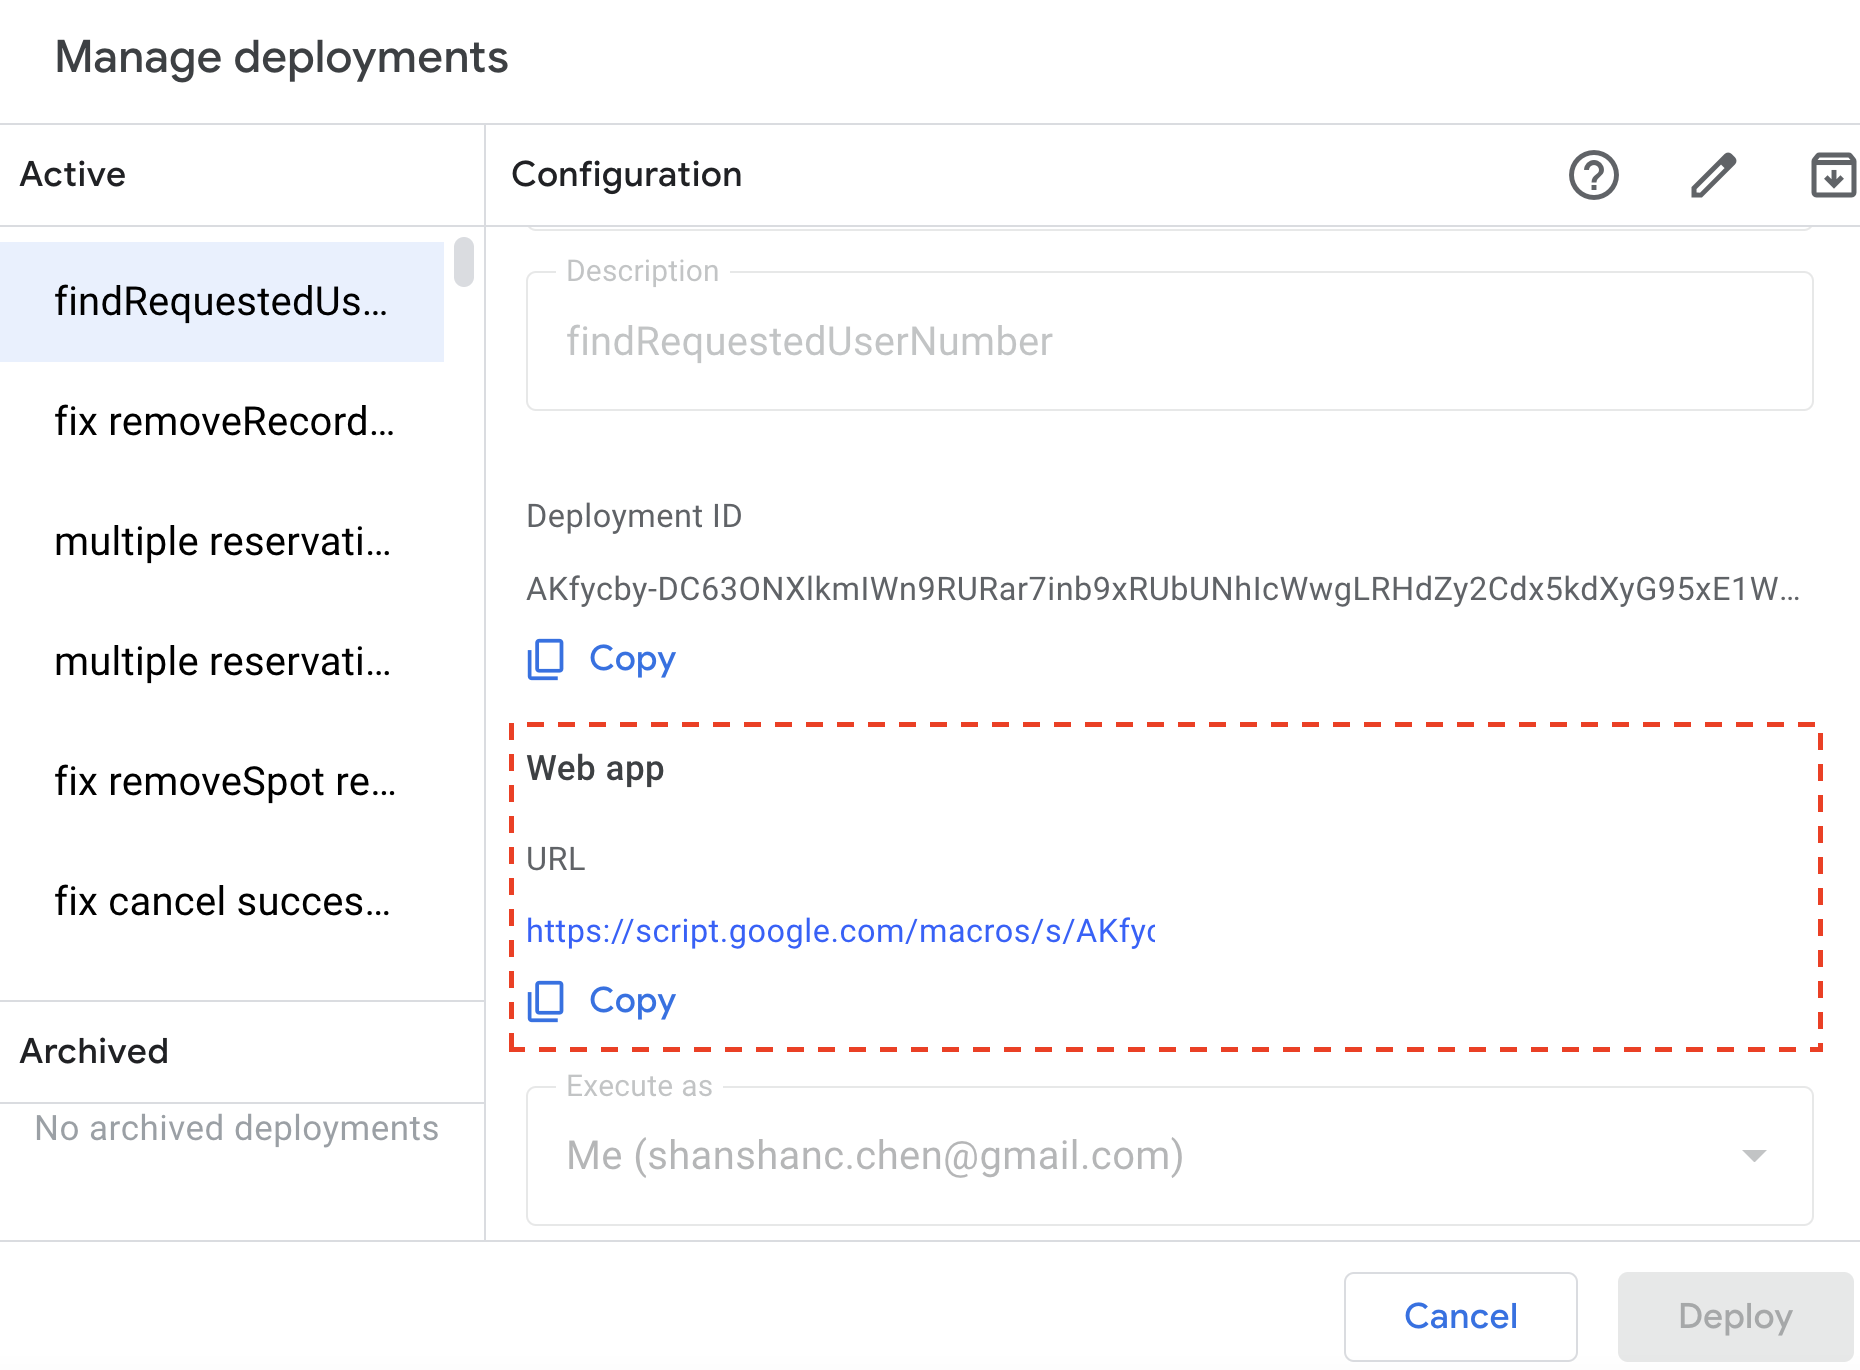 Manage deployments
Active
findRequestedUs...
fix removeRecord...
multiple reservati...
multiple reservati...
fix removeSpot re...
fix cancel succes...
Archived
No archived deployments
Configuration
Description
findRequestedUserNumber
Deployment ID
AKfycby-DC63ONXlkmIWn9RURar7inb9xRUbUNhIcWwgLRHdZy2Cdx5kdXyG95xE1W...
Copy
Web app
URL
https://script.google.com/macros/s/AKfyc
Copy
Execute as
Me (shanshanc.chen@gmail.com)
Cancel
Deploy